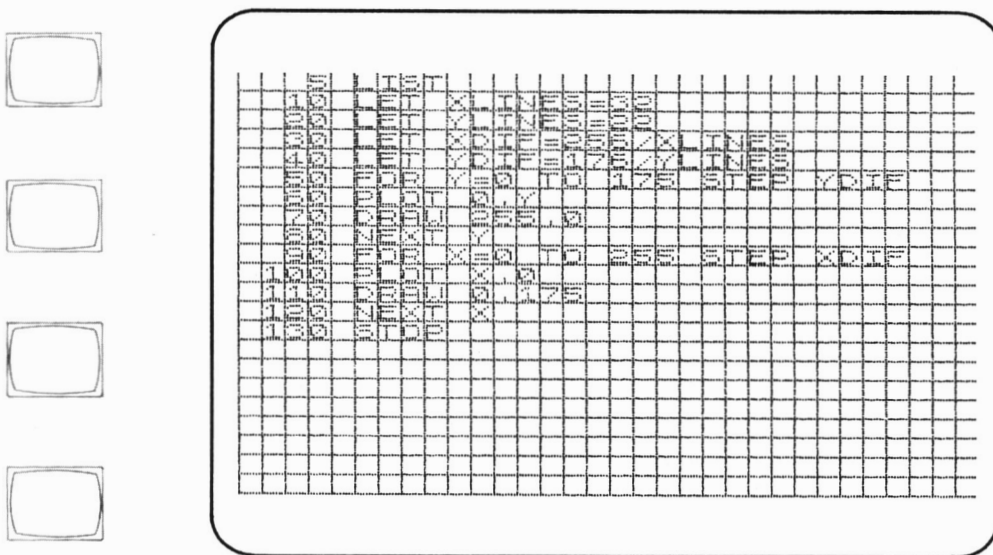 5 LIST
10 LET XLINES=32
20 LET YLINES=22
30 LET XDIF=255/XLINES
40 LET YDIF=175/YLINES
50 FOR Y=0 TO 175 STEP YDIF
60 PLOT 0,Y
70 DRAW 255,0
80 NEXT Y
90 FOR X=0 TO 255 STEP XDIF
100 PLOT X,0
110 DRAW 0,175
120 NEXT X
130 STOP